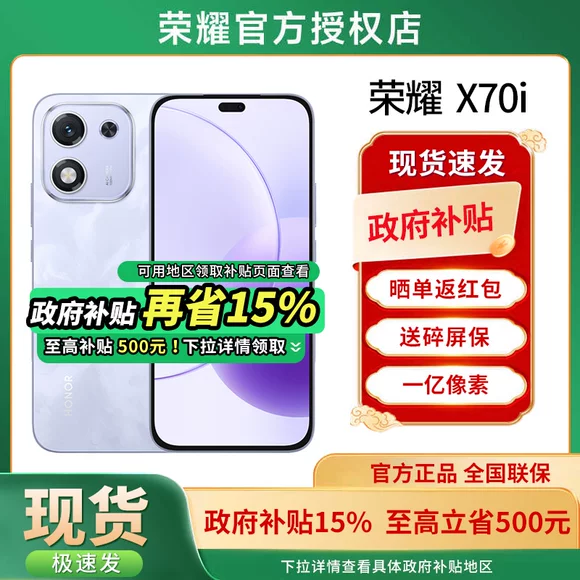 荣耀官方授权店
荣耀 X70i
现货速发
政府补贴
晒单返红包
送碎屏保
一亿像素
可用地区领取补贴页面查看
政府补贴 再省15%
至高补贴 500元！下拉详情领取
HONOR
官方正品 全国联保
现货
极速发
政府补贴15% 至高立省500元
下拉详情查看具体政府补贴地区